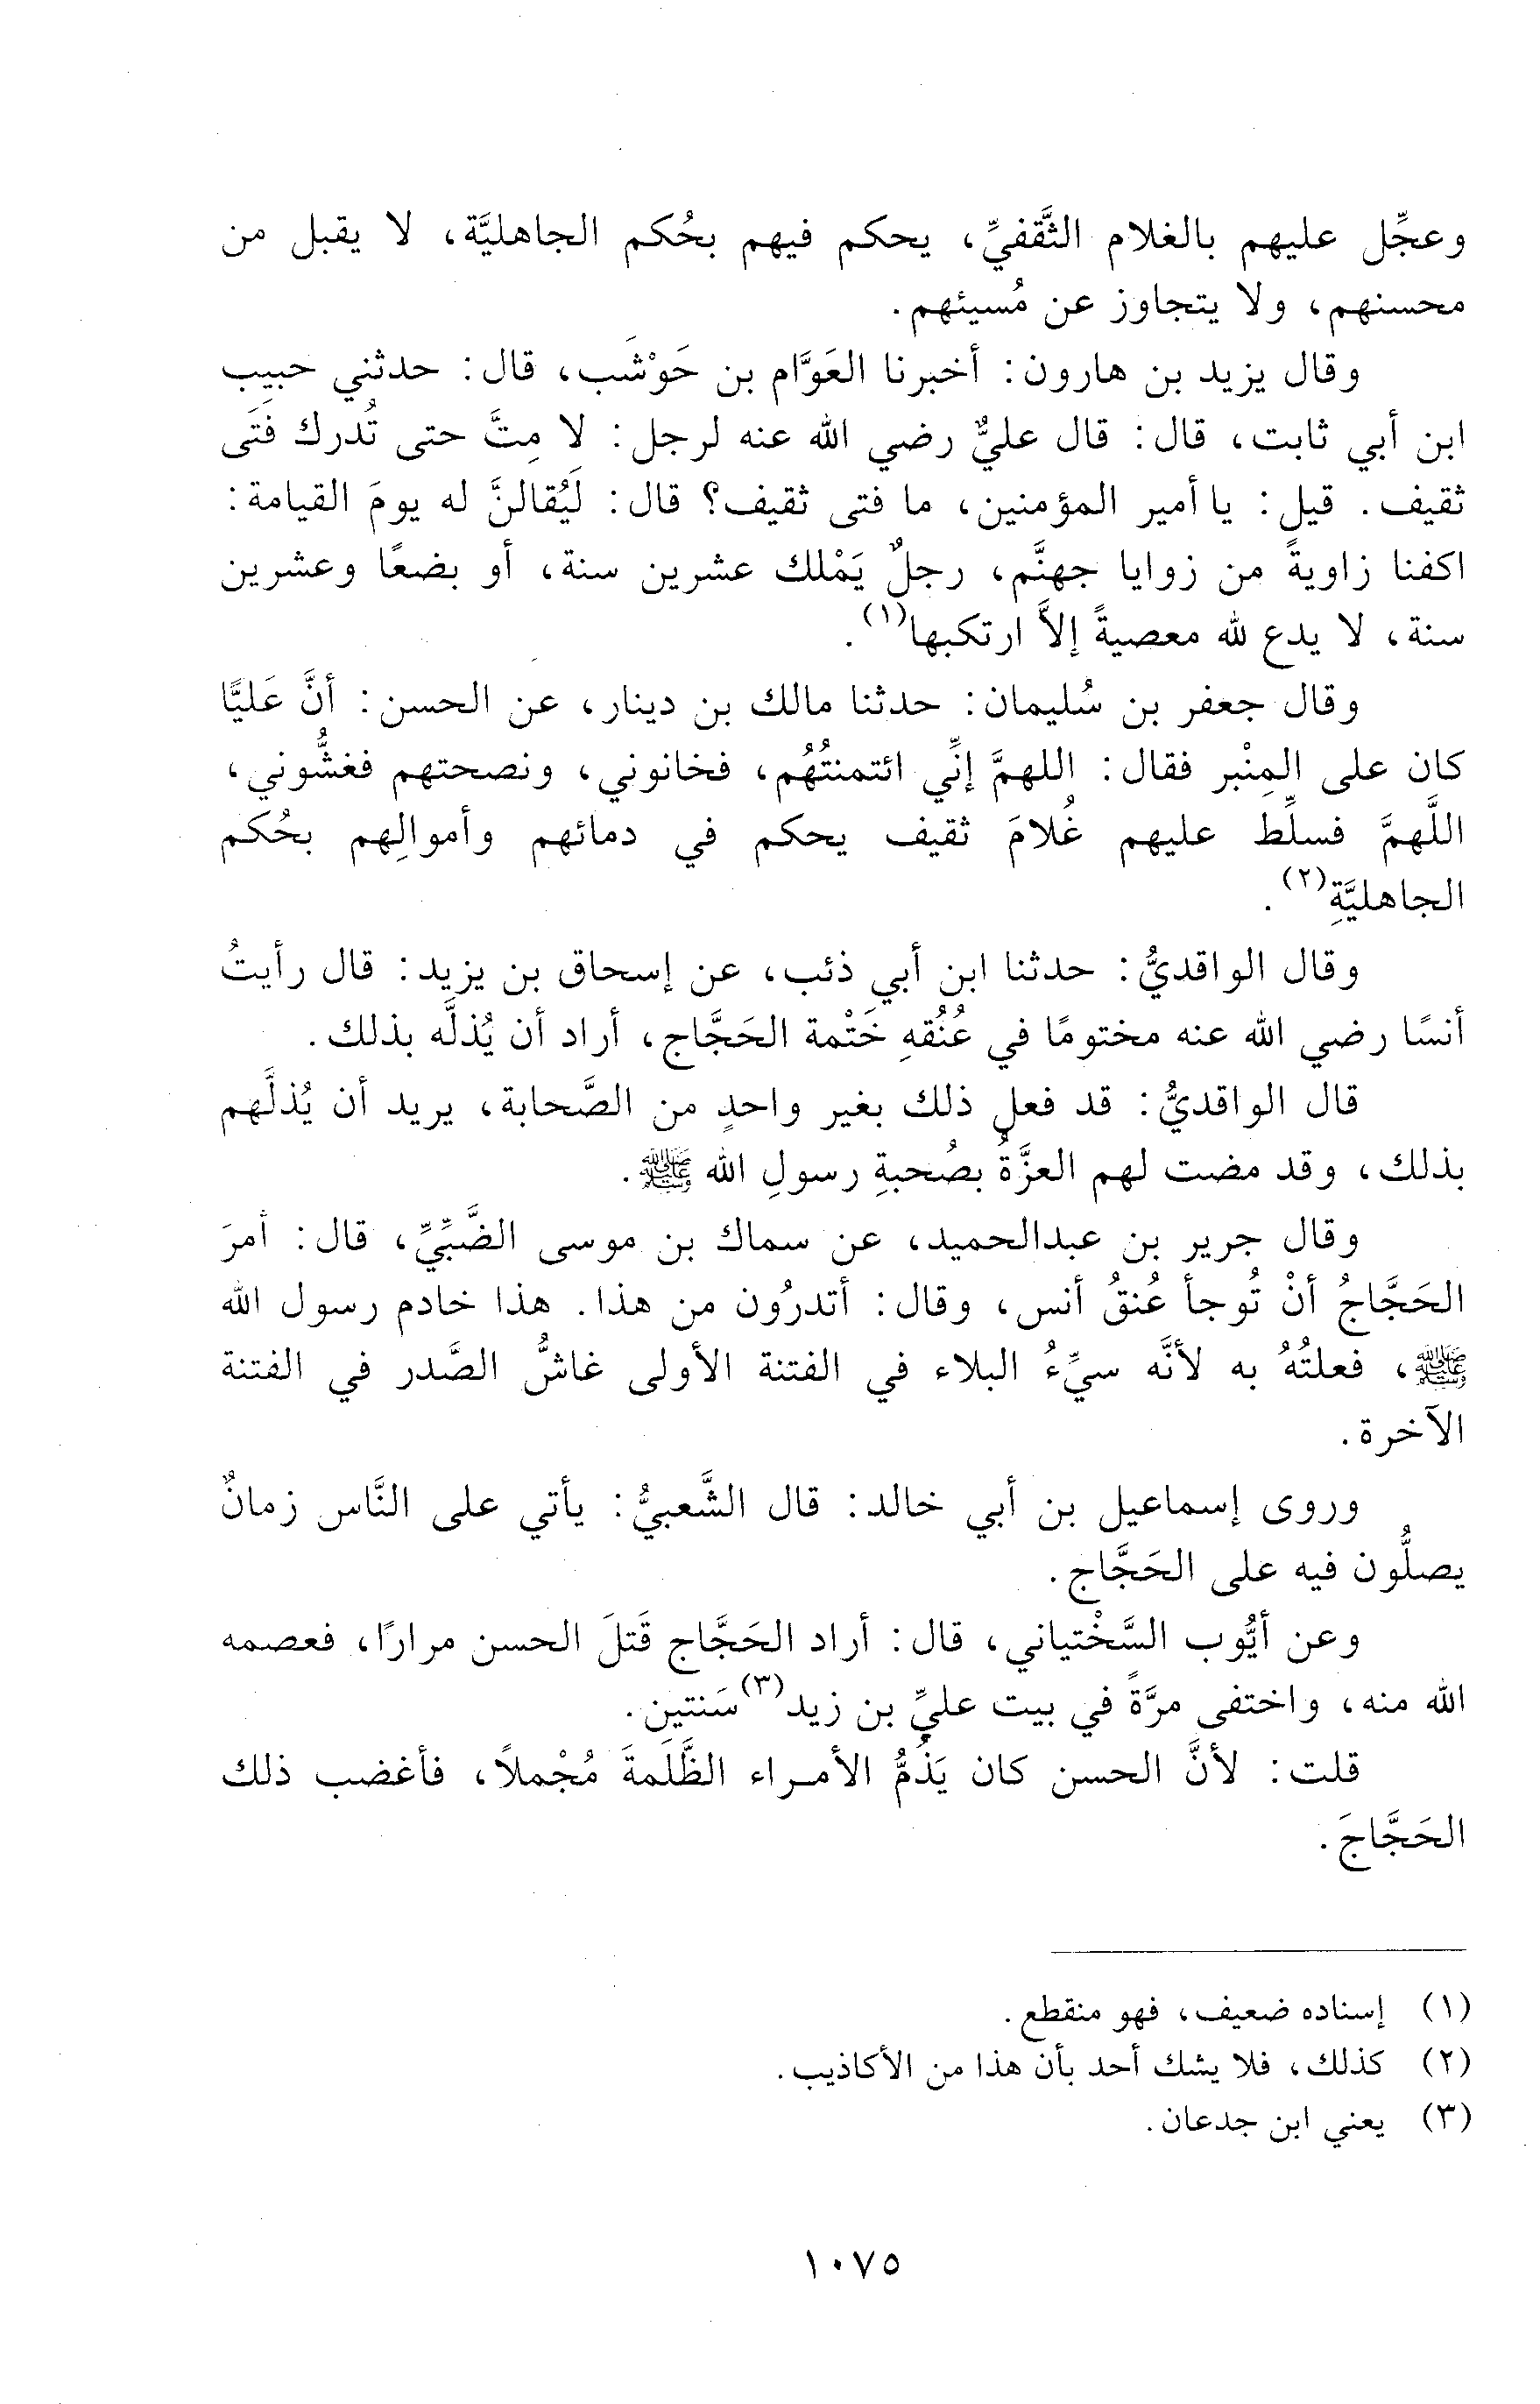 وعجِّل عليهم بالغلام الثَّقفيِّ، يحكم فيهم بحُكم الجاهليَّة، لا يقبل من
محسنهم، ولا يتجاوز عن مُسيئهم.
وقال يزيد بن هارون: أخبرنا العَوَّام بن حَوْشَب، قال: حدثني حبيب
ابن أبي ثابت، قال: قال عليٌّ رضي الله عنه لرجل: لا مِتَّ حتى تُدرك فَتَى
ثقيف. قيل: يا أمير المؤمنين، ما فتى ثقيف؟ قال: لَيُقالنَّ له يومَ القيامة:
اكفنا زاويةً من زوايا جهنَّم، رجلٌ يَمْلك عشرين سنة، أو بضعًا وعشرين
سنة، لا يدع لله معصيةً إلاَّ ارتكبها(١).
وقال جعفر بن سُليمان: حدثنا مالك بن دينار، عن الحسن: أنَّ عَليًّا
كان على المِنْبر فقال: اللهمَّ إنِّي ائتمنتُهُم، فخانوني، ونصحتهم فغشُّوني،
اللَّهمَّ فسلِّط عليهم غُلامَ ثقيف يحكم في دمائهم وأموالِهم بحُكم
الجاهليَّةِ(٢).
وقال الواقديُّ: حدثنا ابن أبي ذئب، عن إسحاق بن يزيد: قال رأيتُ
أنسًا رضي الله عنه مختومًا في عُنُقهِ خَتْمة الحَجَّاج، أراد أن يُذلَّه بذلك.
قال الواقديُّ: قد فعل ذلك بغير واحدٍ من الصَّحابة، يريد أن يُذلَّهم
بذلك، وقد مضت لهم العزَّةُ بصُحبةِ رسولِ الله ﷺ.
وقال جرير بن عبدالحميد، عن سماك بن موسى الضَّبِّيِّ، قال: أمرَ
الحَجَّاجُ أنْ تُوجأ عُنقُ أنس، وقال: أتدرُون من هذا. هذا خادم رسول الله
ﷺ، فعلتُهُ به لأنَّه سيِّءُ البلاء في الفتنة الأولى غاشُّ الصَّدر في الفتنة
الآخرة.
وروى إسماعيل بن أبي خالد: قال الشَّعبيُّ: يأتي على النَّاس زمانٌ
يصلُّون فيه على الحَجَّاج.
وعن أيُّوب السَّخْتياني، قال: أراد الحَجَّاج قَتلَ الحسن مرارًا، فعصمه
الله منه، واختفى مرَّةً في بيت عليِّ بن زيد(٣) سَنتين.
قلت: لأنَّ الحسن كان يَذُمُّ الأمراء الظَّلَمةَ مُجْملاً، فأغضب ذلك
الحَجَّاجَ.
(١) إسناده ضعيف، فهو منقطع.
(٢) كذلك، فلا يشك أحد بأن هذا من الأكاذيب.
(٣) يعني ابن جدعان.
١٠٧٥